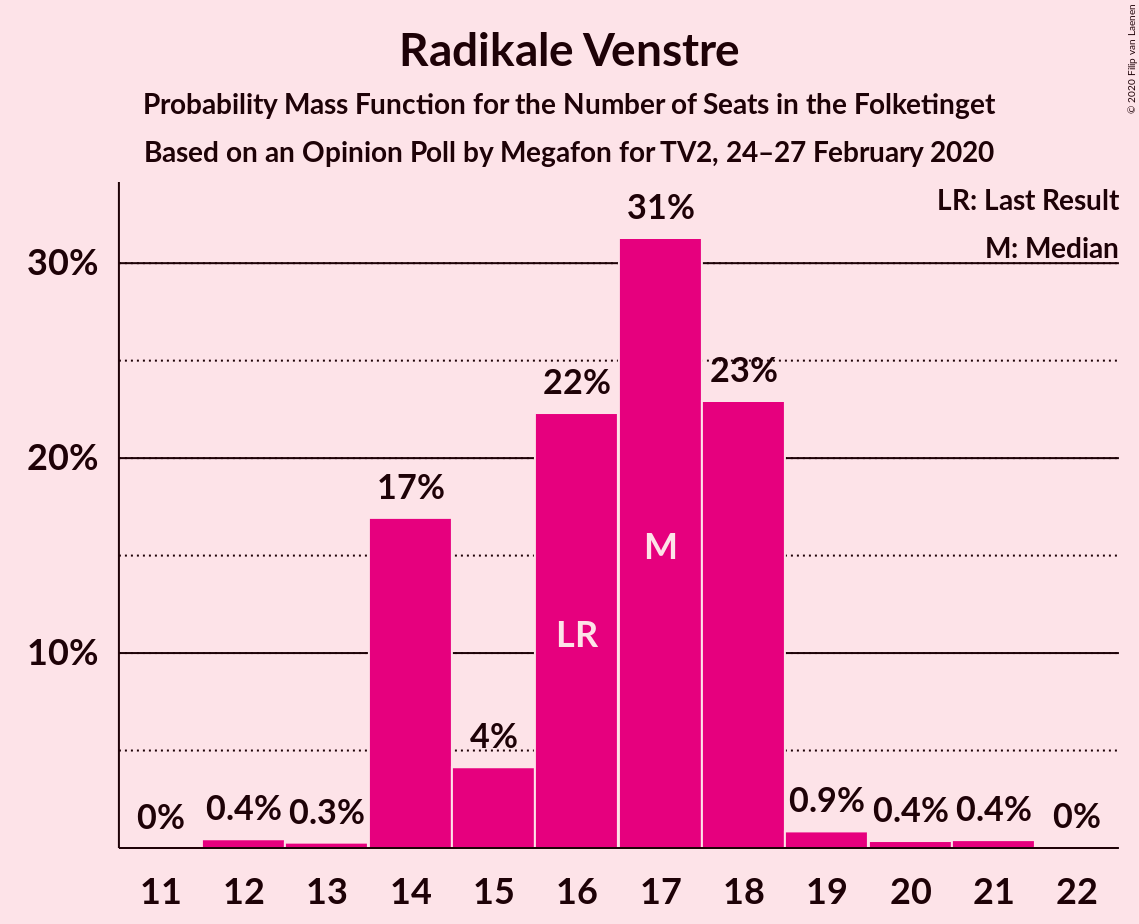 Radikale Venstre
Probability Mass Function for the Number of Seats in the Folketinget
Based on an Opinion Poll by Megafon for TV2, 24–27 February 2020
© 2020 Filip van Laenen
LR: Last Result
M: Median
30%
20%
10%
0%
0.4%
0.3%
17%
4%
22%
31%
23%
0.9%
0.4%
0.4%
0%
LR
M
11 12 13 14 15 16 17 18 19 20 21 22